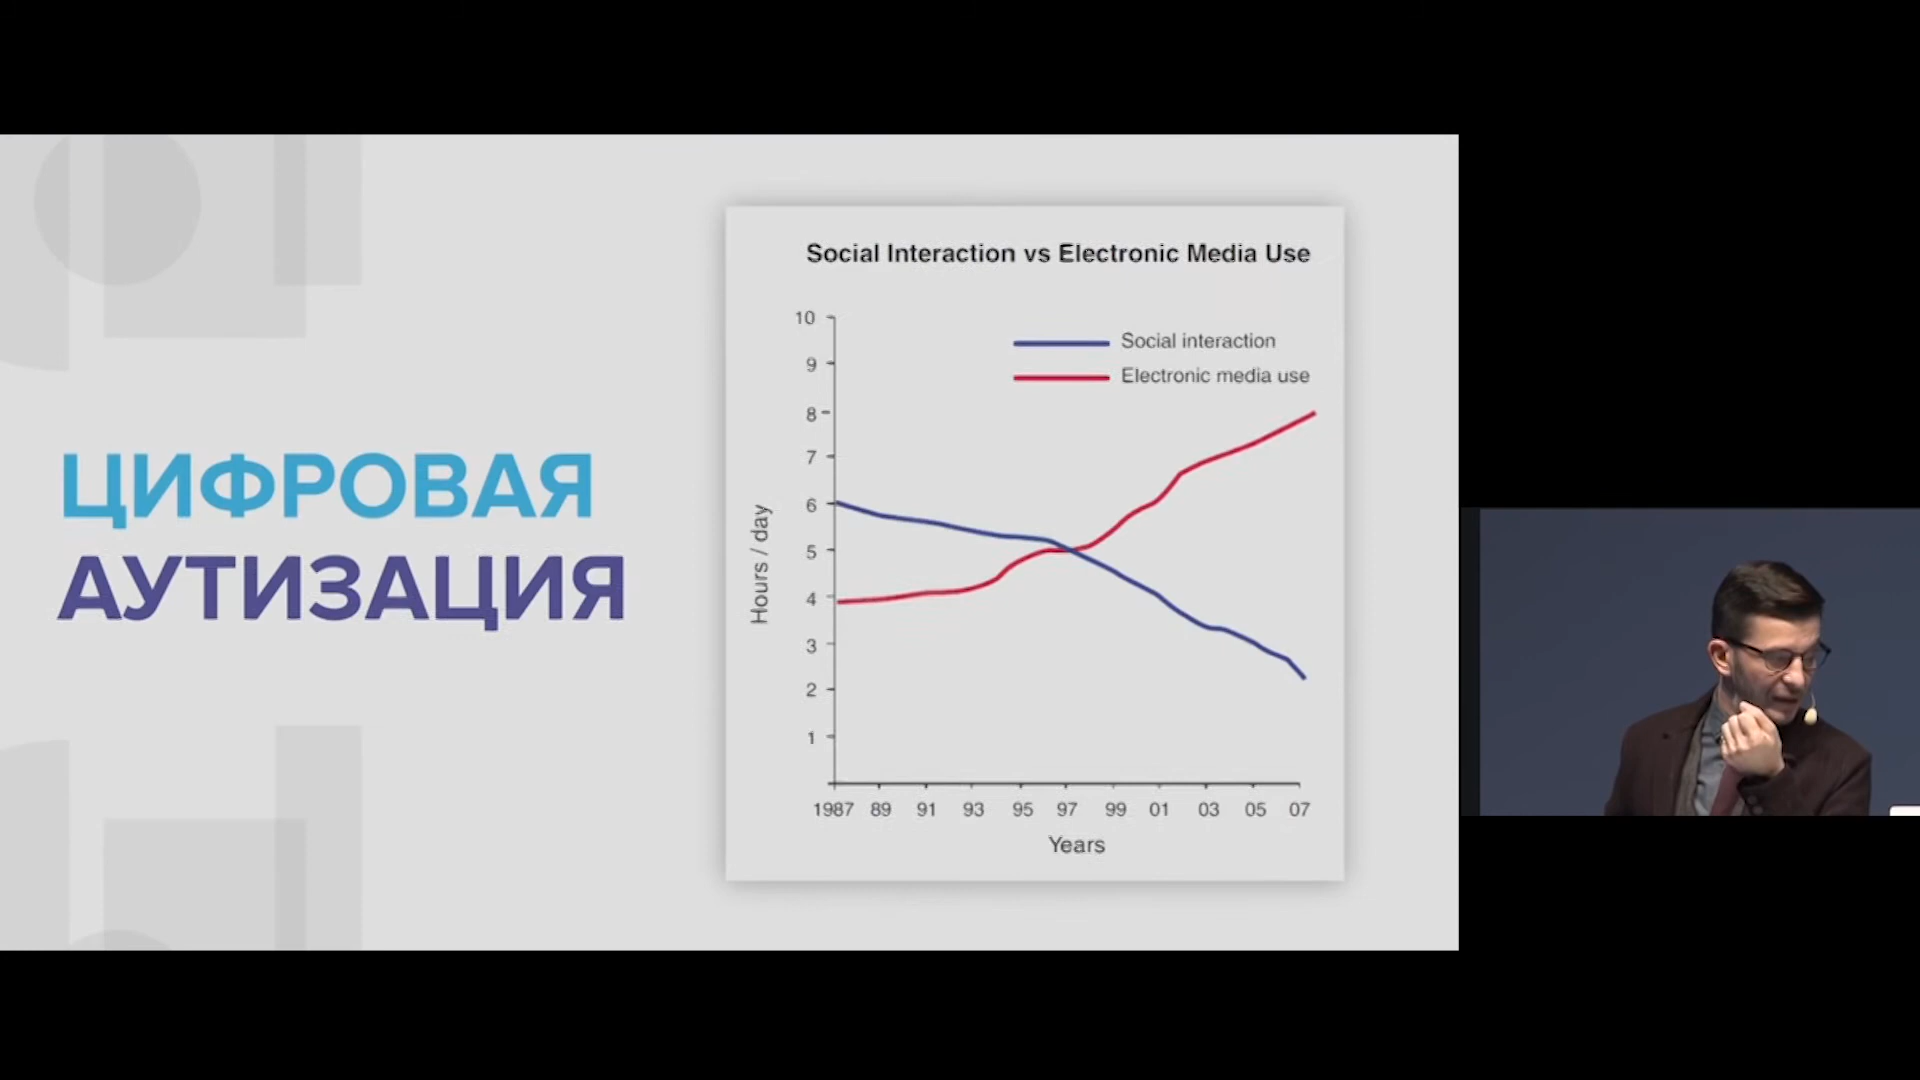 ЦИФРОВАЯ
АУТИЗАЦИЯ
Social Interaction vs Electronic Media Use
Social interaction
Electronic media use
Hours / day
10
9
8
7
6
5
4
3
2
1
1987 89 91 93 95 97 99 01 03 05 07
Years